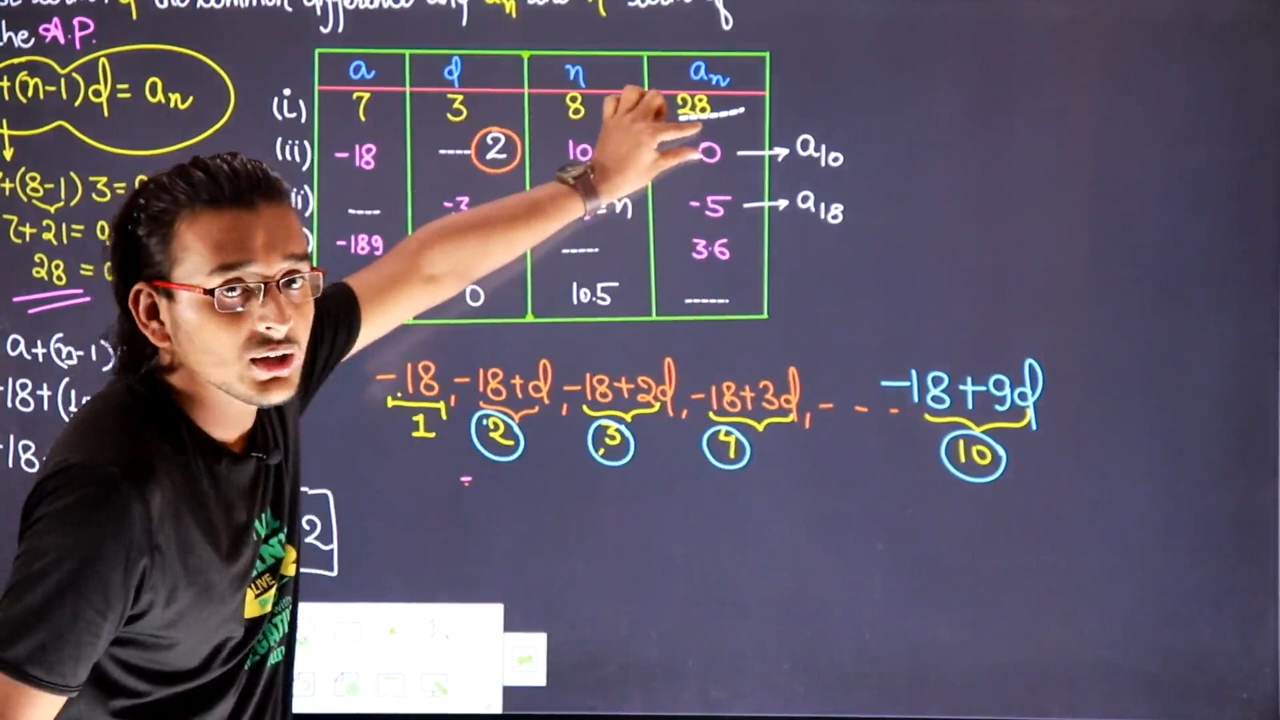 the A.P.
+(n-1)d = an
+(8-1) 3 =
7+21 =
28 =
a+(n-1)
-18+(
-18
2
a d n an
(i) 7 3 8 28
(ii) -18 ---- 2 10 0 → a10
---- -3 = n -5 → a18
-189 ---- 3.6
0 10.5 ----
-18, -18+d, -18+2d, -18+3d, - - - -18+9d
1 2 3 4 10
LIVE